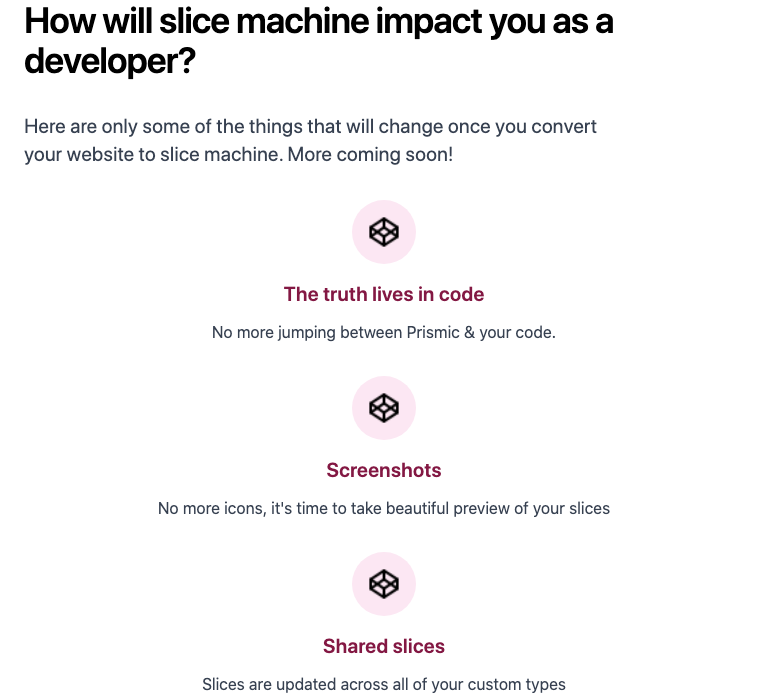 How will slice machine impact you as a
developer?
Here are only some of the things that will change once you convert
your website to slice machine. More coming soon!
The truth lives in code
No more jumping between Prismic & your code.
Screenshots
No more icons, it's time to take beautiful preview of your slices
Shared slices
Slices are updated across all of your custom types